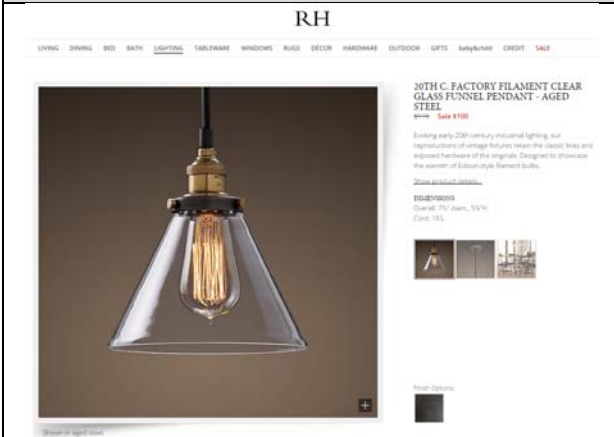 RH
LIVING DINING BED BATH LIGHTING TABLEWARE WINDOWS RUGS DÉCOR HARDWARE OUTDOOR GIFTS baby&child CREDIT SALE
20TH C. FACTORY FILAMENT CLEAR
GLASS FUNNEL PENDANT - AGED
STEEL
Sale $100
Evoking early-20th-century industrial lighting, our
reproductions of vintage fixtures retain the classic lines and
exposed hardware of the originals. Designed to showcase
the warmth of Edison-style filament bulbs.
Show product details...
DIMENSIONS
Overall: 
Cord: 
Finish Options:
Shown in aged steel.